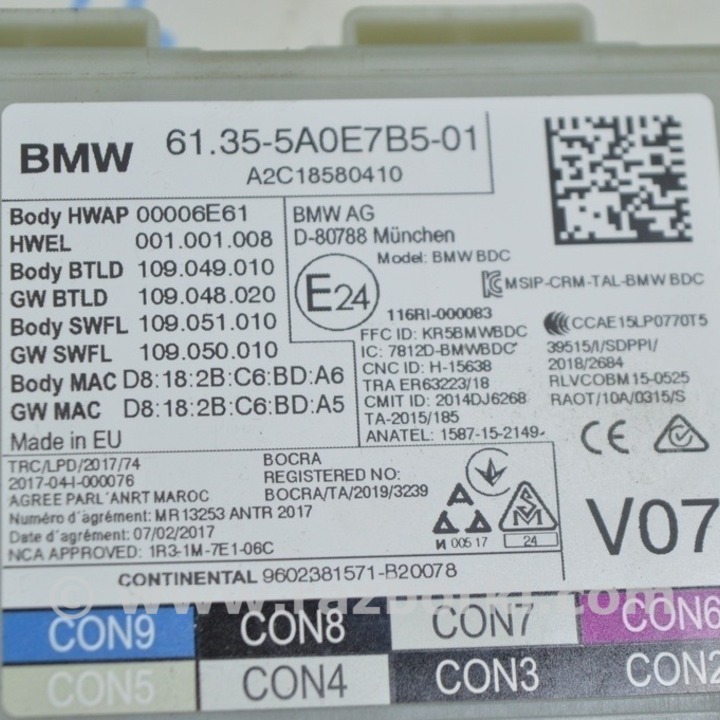 BMW 61.35-5A0E7B5-01
A2C18580410
Body HWAP 00006E61
HWEL 001.001.008
Body BTLD 109.049.010
GW BTLD 109.048.020
Body SWFL 109.051.010
GW SWFL 109.050.010
Body MAC D8:18:2B:C6:BD:A6
GW MAC D8:18:2B:C6:BD:A5
Made in EU
BMW AG
D-80788 München
Model: BMW BDC
E24
MSIP-CRM-TAL-BMW BDC
116RI-000083
FFC ID: KR5BMWBDC
IC: 7812D-BMWBDC
CNC ID: H-15638
TRA ER63223/18
CMIT ID: 2014DJ6268
TA-2015/185
ANATEL: 1587-15-2149-
CCAE15LP0770T5
39515/I/SDPPI/
2018/2684
RLVCOBM15-0525
RAOT/10A/0315/S
CE
TRC/LPD/2017/74
2017-04-I-000076
AGREE PARL'ANRT MAROC
Numéro d'agrément: MR13253 ANTR 2017
Date d'agrément: 07/02/2017
NCA APPROVED: 1R3-1M-7E1-06C
BOCRA
REGISTERED NO:
BOCRA/TA/2019/3239
И 005 17
24
V07
CONTINENTAL 9602381571-B20078
www.razborki.com
CON9 CON8 CON7 CON6
CON5 CON4 CON3 CON2